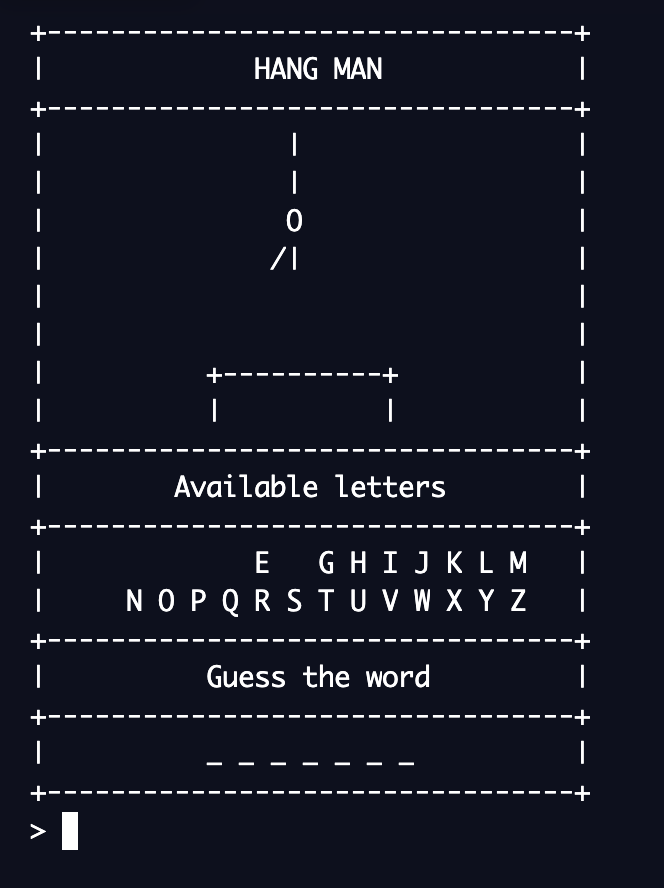 +---------------------------------+
|             HANG MAN            |
+---------------------------------+
|               |                 |
|               |                 |
|               O                 |
|              /|                 |
|                                 |
|                                 |
|          +----------+           |
|          |          |           |
+---------------------------------+
|        Available letters        |
+---------------------------------+
|             E   G H I J K L M   |
|     N O P Q R S T U V W X Y Z   |
+---------------------------------+
|          Guess the word         |
+---------------------------------+
|          _ _ _ _ _ _ _          |
+---------------------------------+
>